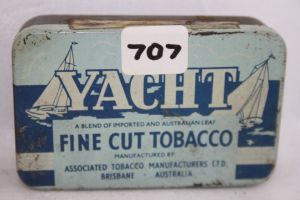 707
YACHT
A BLEND OF IMPORTED AND AUSTRALIAN LEAF
FINE CUT TOBACCO
MANUFACTURED BY
ASSOCIATED TOBACCO MANUFACTURERS LTD.
BRISBANE · AUSTRALIA